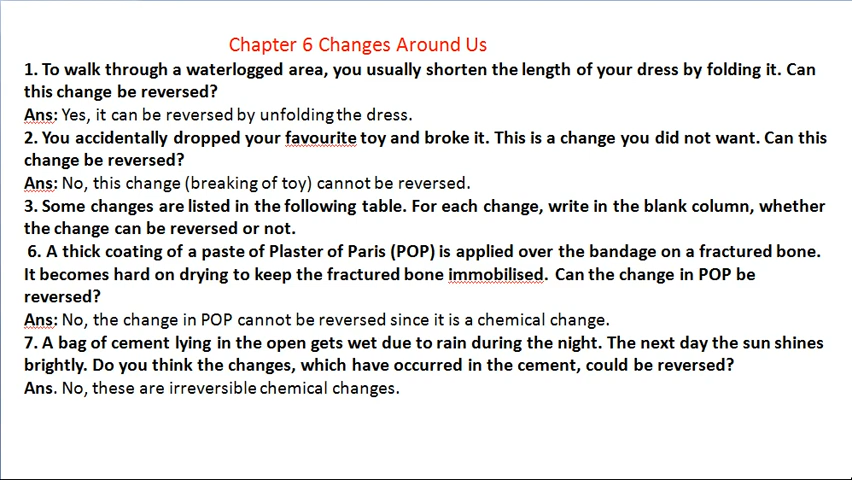 Chapter 6 Changes Around Us
1. To walk through a waterlogged area, you usually shorten the length of your dress by folding it. Can
this change be reversed?
Ans: Yes, it can be reversed by unfolding the dress.
2. You accidentally dropped your favourite toy and broke it. This is a change you did not want. Can this
change be reversed?
Ans: No, this change (breaking of toy) cannot be reversed.
3. Some changes are listed in the following table. For each change, write in the blank column, whether
the change can be reversed or not.
6. A thick coating of a paste of Plaster of Paris (POP) is applied over the bandage on a fractured bone.
It becomes hard on drying to keep the fractured bone immobilised. Can the change in POP be
reversed?
Ans: No, the change in POP cannot be reversed since it is a chemical change.
7. A bag of cement lying in the open gets wet due to rain during the night. The next day the sun shines
brightly. Do you think the changes, which have occurred in the cement, could be reversed?
Ans. No, these are irreversible chemical changes.